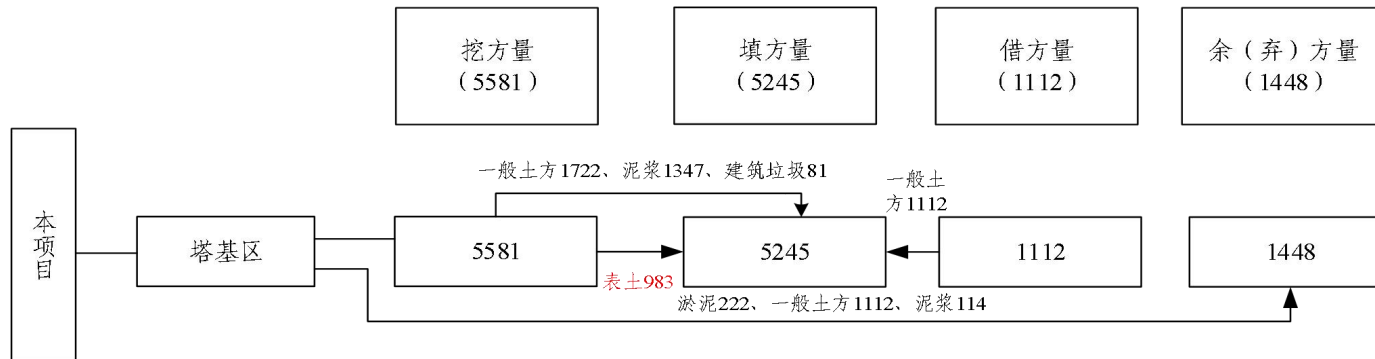 挖方量
（5581）
填方量
（5245）
借方量
（1112）
余（弃）方量
（1448）
一般土方1722、泥浆1347、建筑垃圾81
一般土
方1112
本项目
塔基区
5581
5245
1112
1448
表土983
淤泥222、一般土方1112、泥浆114